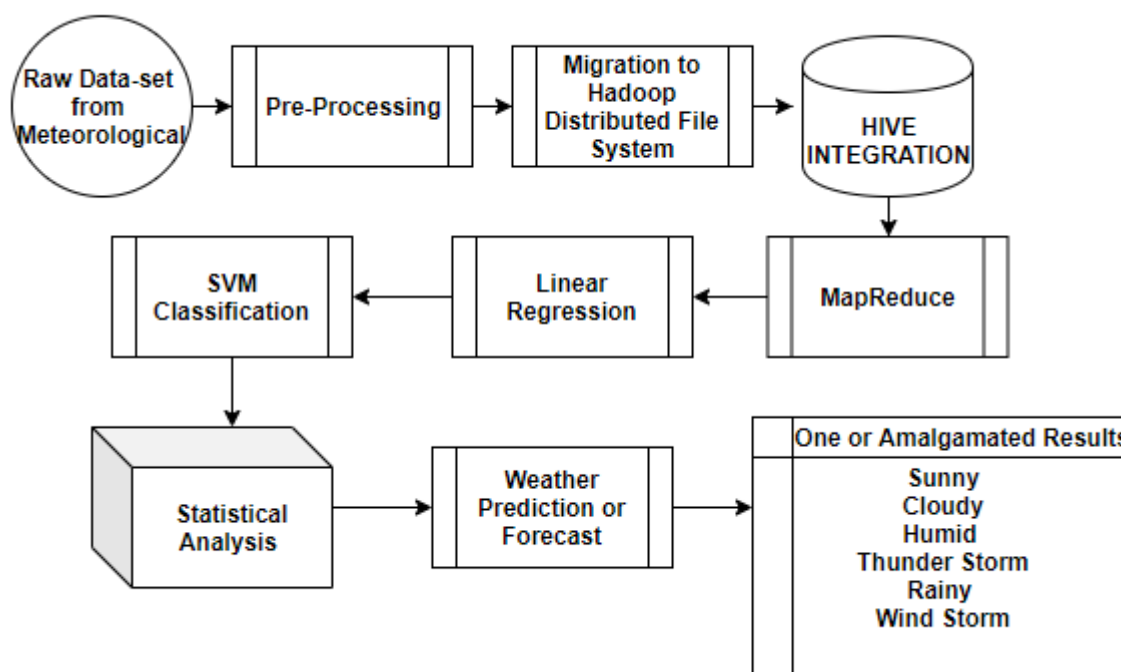 Raw Data-set
from
Meteorological
Pre-Processing
Migration to
Hadoop
Distributed File
System
HIVE
INTEGRATION
SVM
Classification
Linear
Regression
MapReduce
Statistical
Analysis
Weather
Prediction or
Forecast
One or Amalgamated Results
Sunny
Cloudy
Humid
Thunder Storm
Rainy
Wind Storm